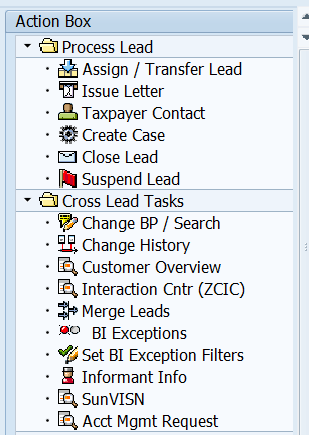 Action Box
Process Lead
Assign / Transfer Lead
Issue Letter
Taxpayer Contact
Create Case
Close Lead
Suspend Lead
Cross Lead Tasks
Change BP / Search
Change History
Customer Overview
Interaction Cntr (ZCIC)
Merge Leads
BI Exceptions
Set BI Exception Filters
Informant Info
SunVISN
Acct Mgmt Request